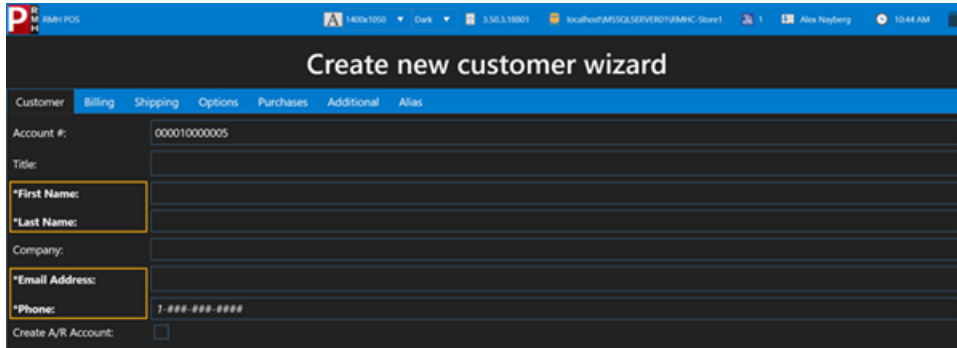 P RMH RMH POS A 1400x1050 Dark 3.50.3.18801 localhost\MSSQLSERVER01\RMHC-Store1 1 Alex Nayberg 10:44 AM
Create new customer wizard
Customer Billing Shipping Options Purchases Additional Alias
Account #: 000010000005
Title:
*First Name:
*Last Name:
Company:
*Email Address:
*Phone: 1-###-###-####
Create A/R Account: